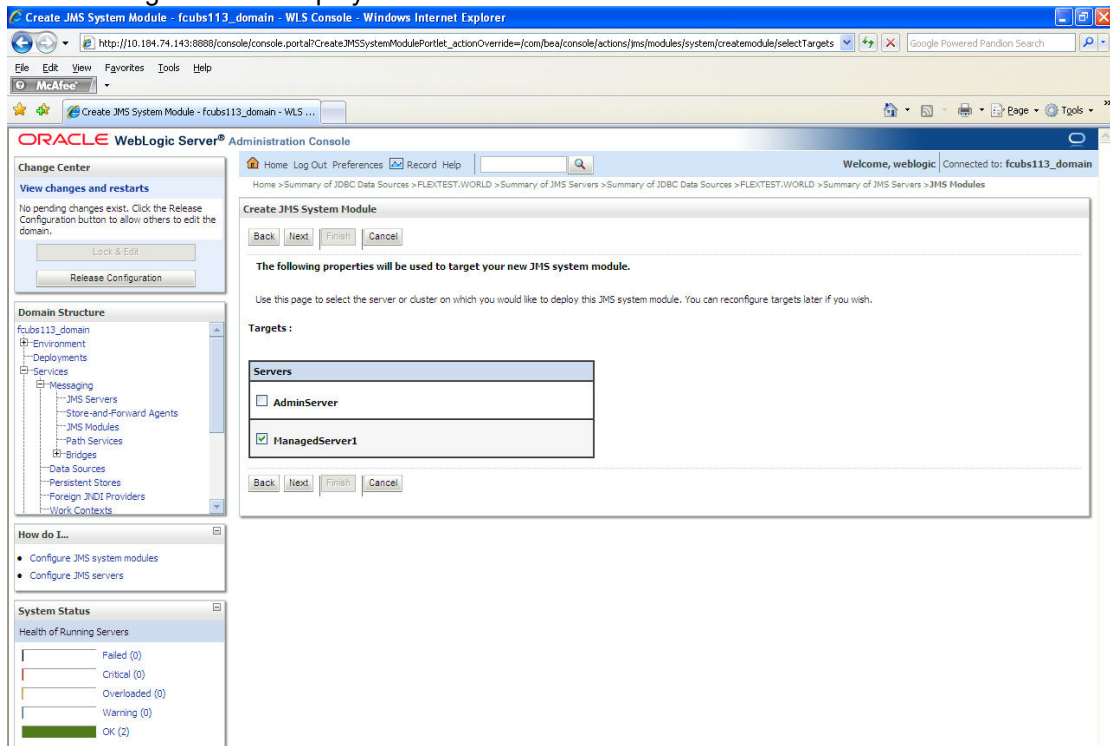 Create JMS System Module - fcubs113_domain - WLS Console - Windows Internet Explorer
http://10.184.74.143:8888/console/console.portal?CreateJMSSystemModulePortlet_actionOverride=/com/bea/console/actions/jms/modules/system/createmodule/selectTargets
Google Powered Pandion Search
File Edit View Favorites Tools Help
McAfee
Create JMS System Module - fcubs113_domain - WLS ...
Page Tools
ORACLE WebLogic Server® Administration Console
Change Center
View changes and restarts
No pending changes exist. Click the Release
Configuration button to allow others to edit the
domain.
Lock & Edit
Release Configuration
Domain Structure
fcubs113_domain
Environment
Deployments
Services
Messaging
JMS Servers
Store-and-Forward Agents
JMS Modules
Path Services
Bridges
Data Sources
Persistent Stores
Foreign JNDI Providers
Work Contexts
How do I...
Configure JMS system modules
Configure JMS servers
System Status
Health of Running Servers
Failed (0)
Critical (0)
Overloaded (0)
Warning (0)
OK (2)
Home Log Out Preferences Record Help
Welcome, weblogic Connected to: fcubs113_domain
Home >Summary of JDBC Data Sources >FLEXTEST.WORLD >Summary of JMS Servers >Summary of JDBC Data Sources >FLEXTEST.WORLD >Summary of JMS Servers >JMS Modules
Create JMS System Module
Back Next Finish Cancel
The following properties will be used to target your new JMS system module.
Use this page to select the server or cluster on which you would like to deploy this JMS system module. You can reconfigure targets later if you wish.
Targets :
Servers
AdminServer
ManagedServer1
Back Next Finish Cancel